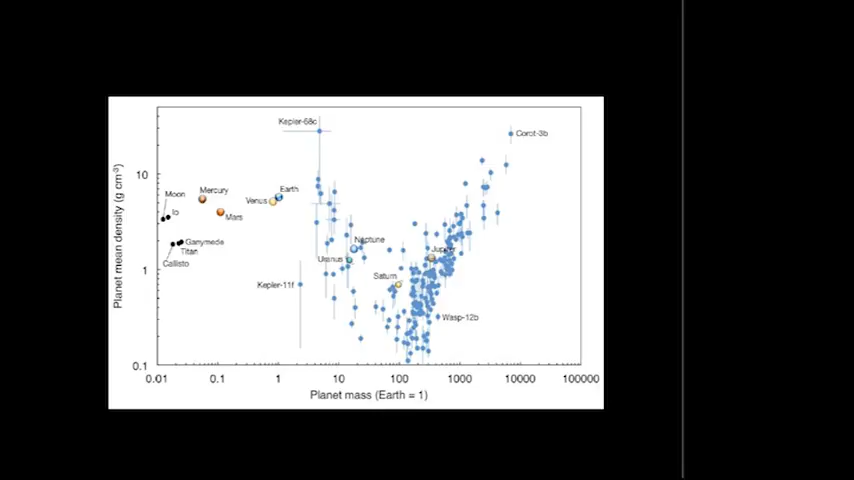 Kepler-68c
Corot-3b
10
Mercury
Earth
Moon
Venus
Io
Mars
Neptune
Ganymede
Titan
Jupiter
Callisto
Uranus
1
Saturn
Kepler-11f
Wasp-12b
0.1
0.01 0.1 1 10 100 1000 10000 100000
Planet mass (Earth = 1)
Planet mean density (g cm-3)